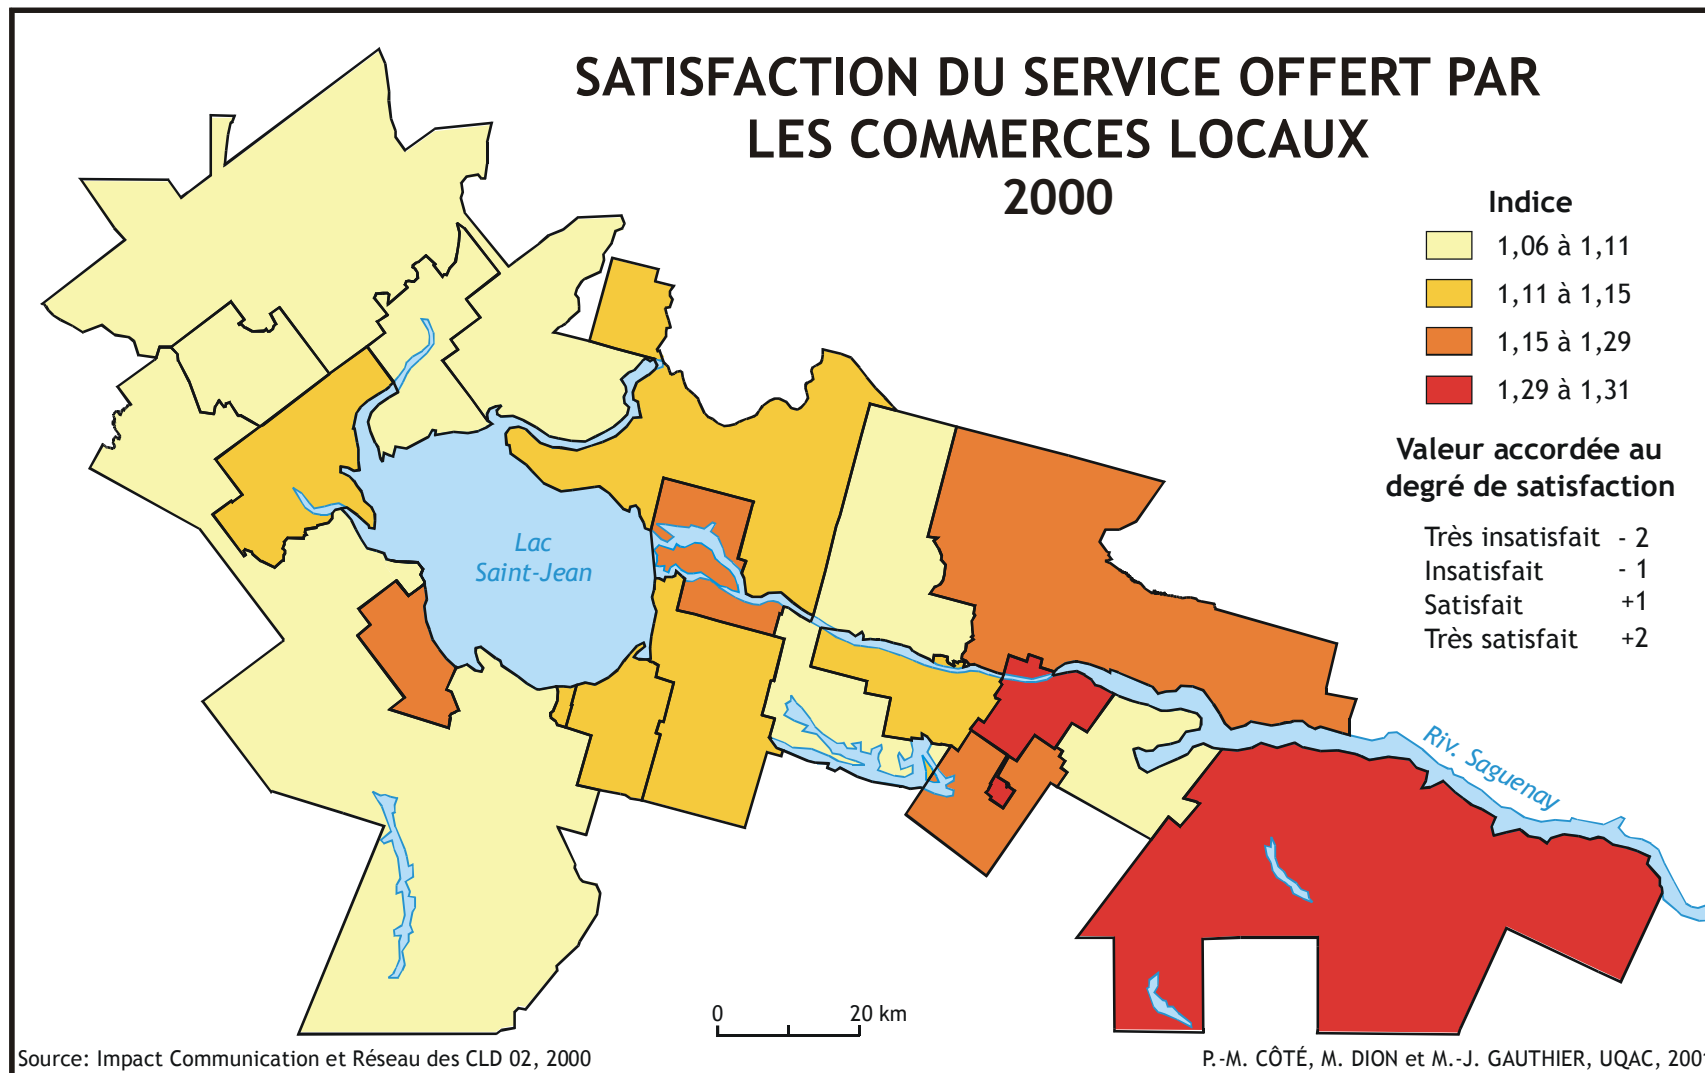 SATISFACTION DU SERVICE OFFERT PAR
LES COMMERCES LOCAUX
2000
Indice
1,06 à 1,11
1,11 à 1,15
1,15 à 1,29
1,29 à 1,31
Valeur accordée au
degré de satisfaction
Très insatisfait - 2
Insatisfait - 1
Satisfait +1
Très satisfait +2
Lac
Saint-Jean
Riv. Saguenay
0 20 km
Source: Impact Communication et Réseau des CLD 02, 2000
P.-M. CÔTÉ, M. DION et M.-J. GAUTHIER, UQAC, 2001